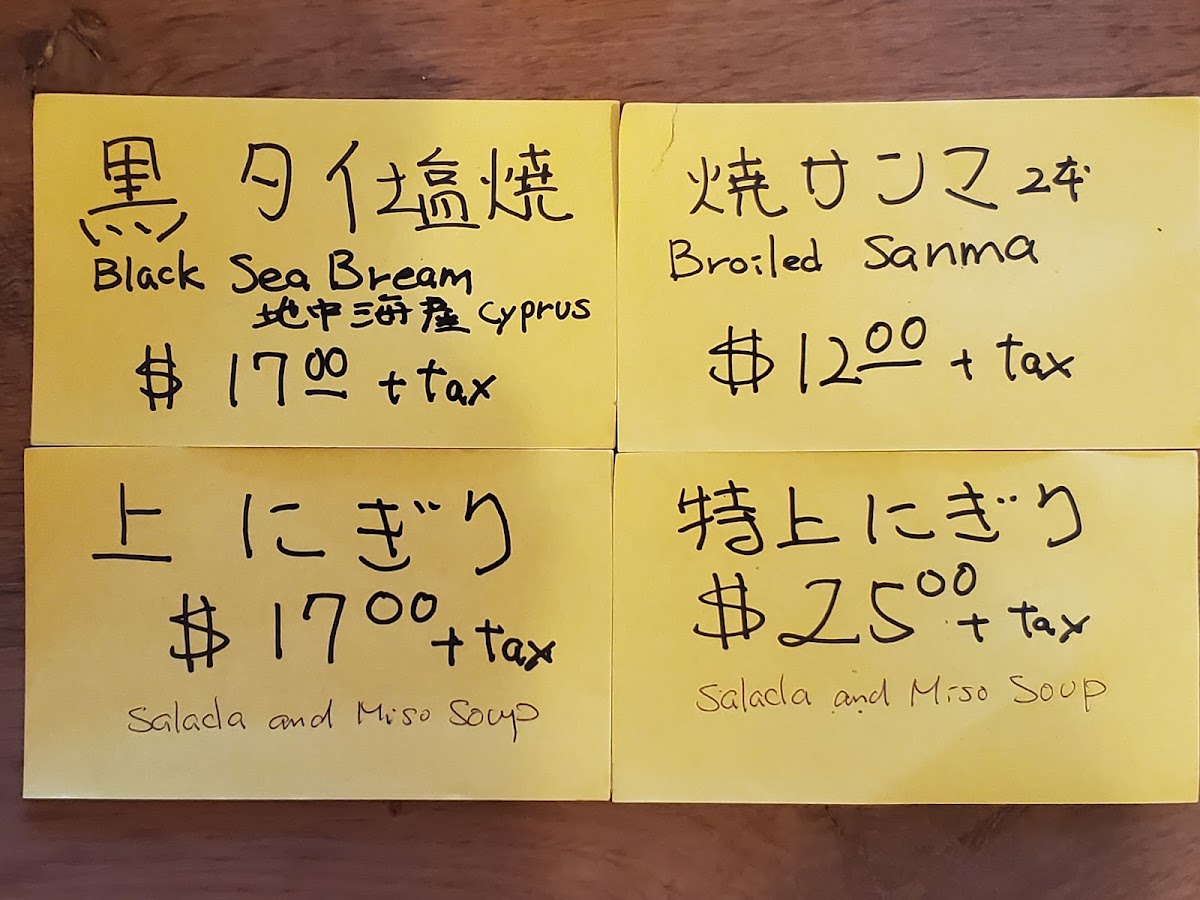 黒タイ塩焼
Black Sea Bream
地中海産 Cyprus
$17.00 + tax
焼サンマ 2本
Broiled Sanma
$12.00 + tax
上にぎり
$17.00 + tax
Salada and Miso Soup
特上にぎり
$25.00 + tax
Salada and Miso Soup